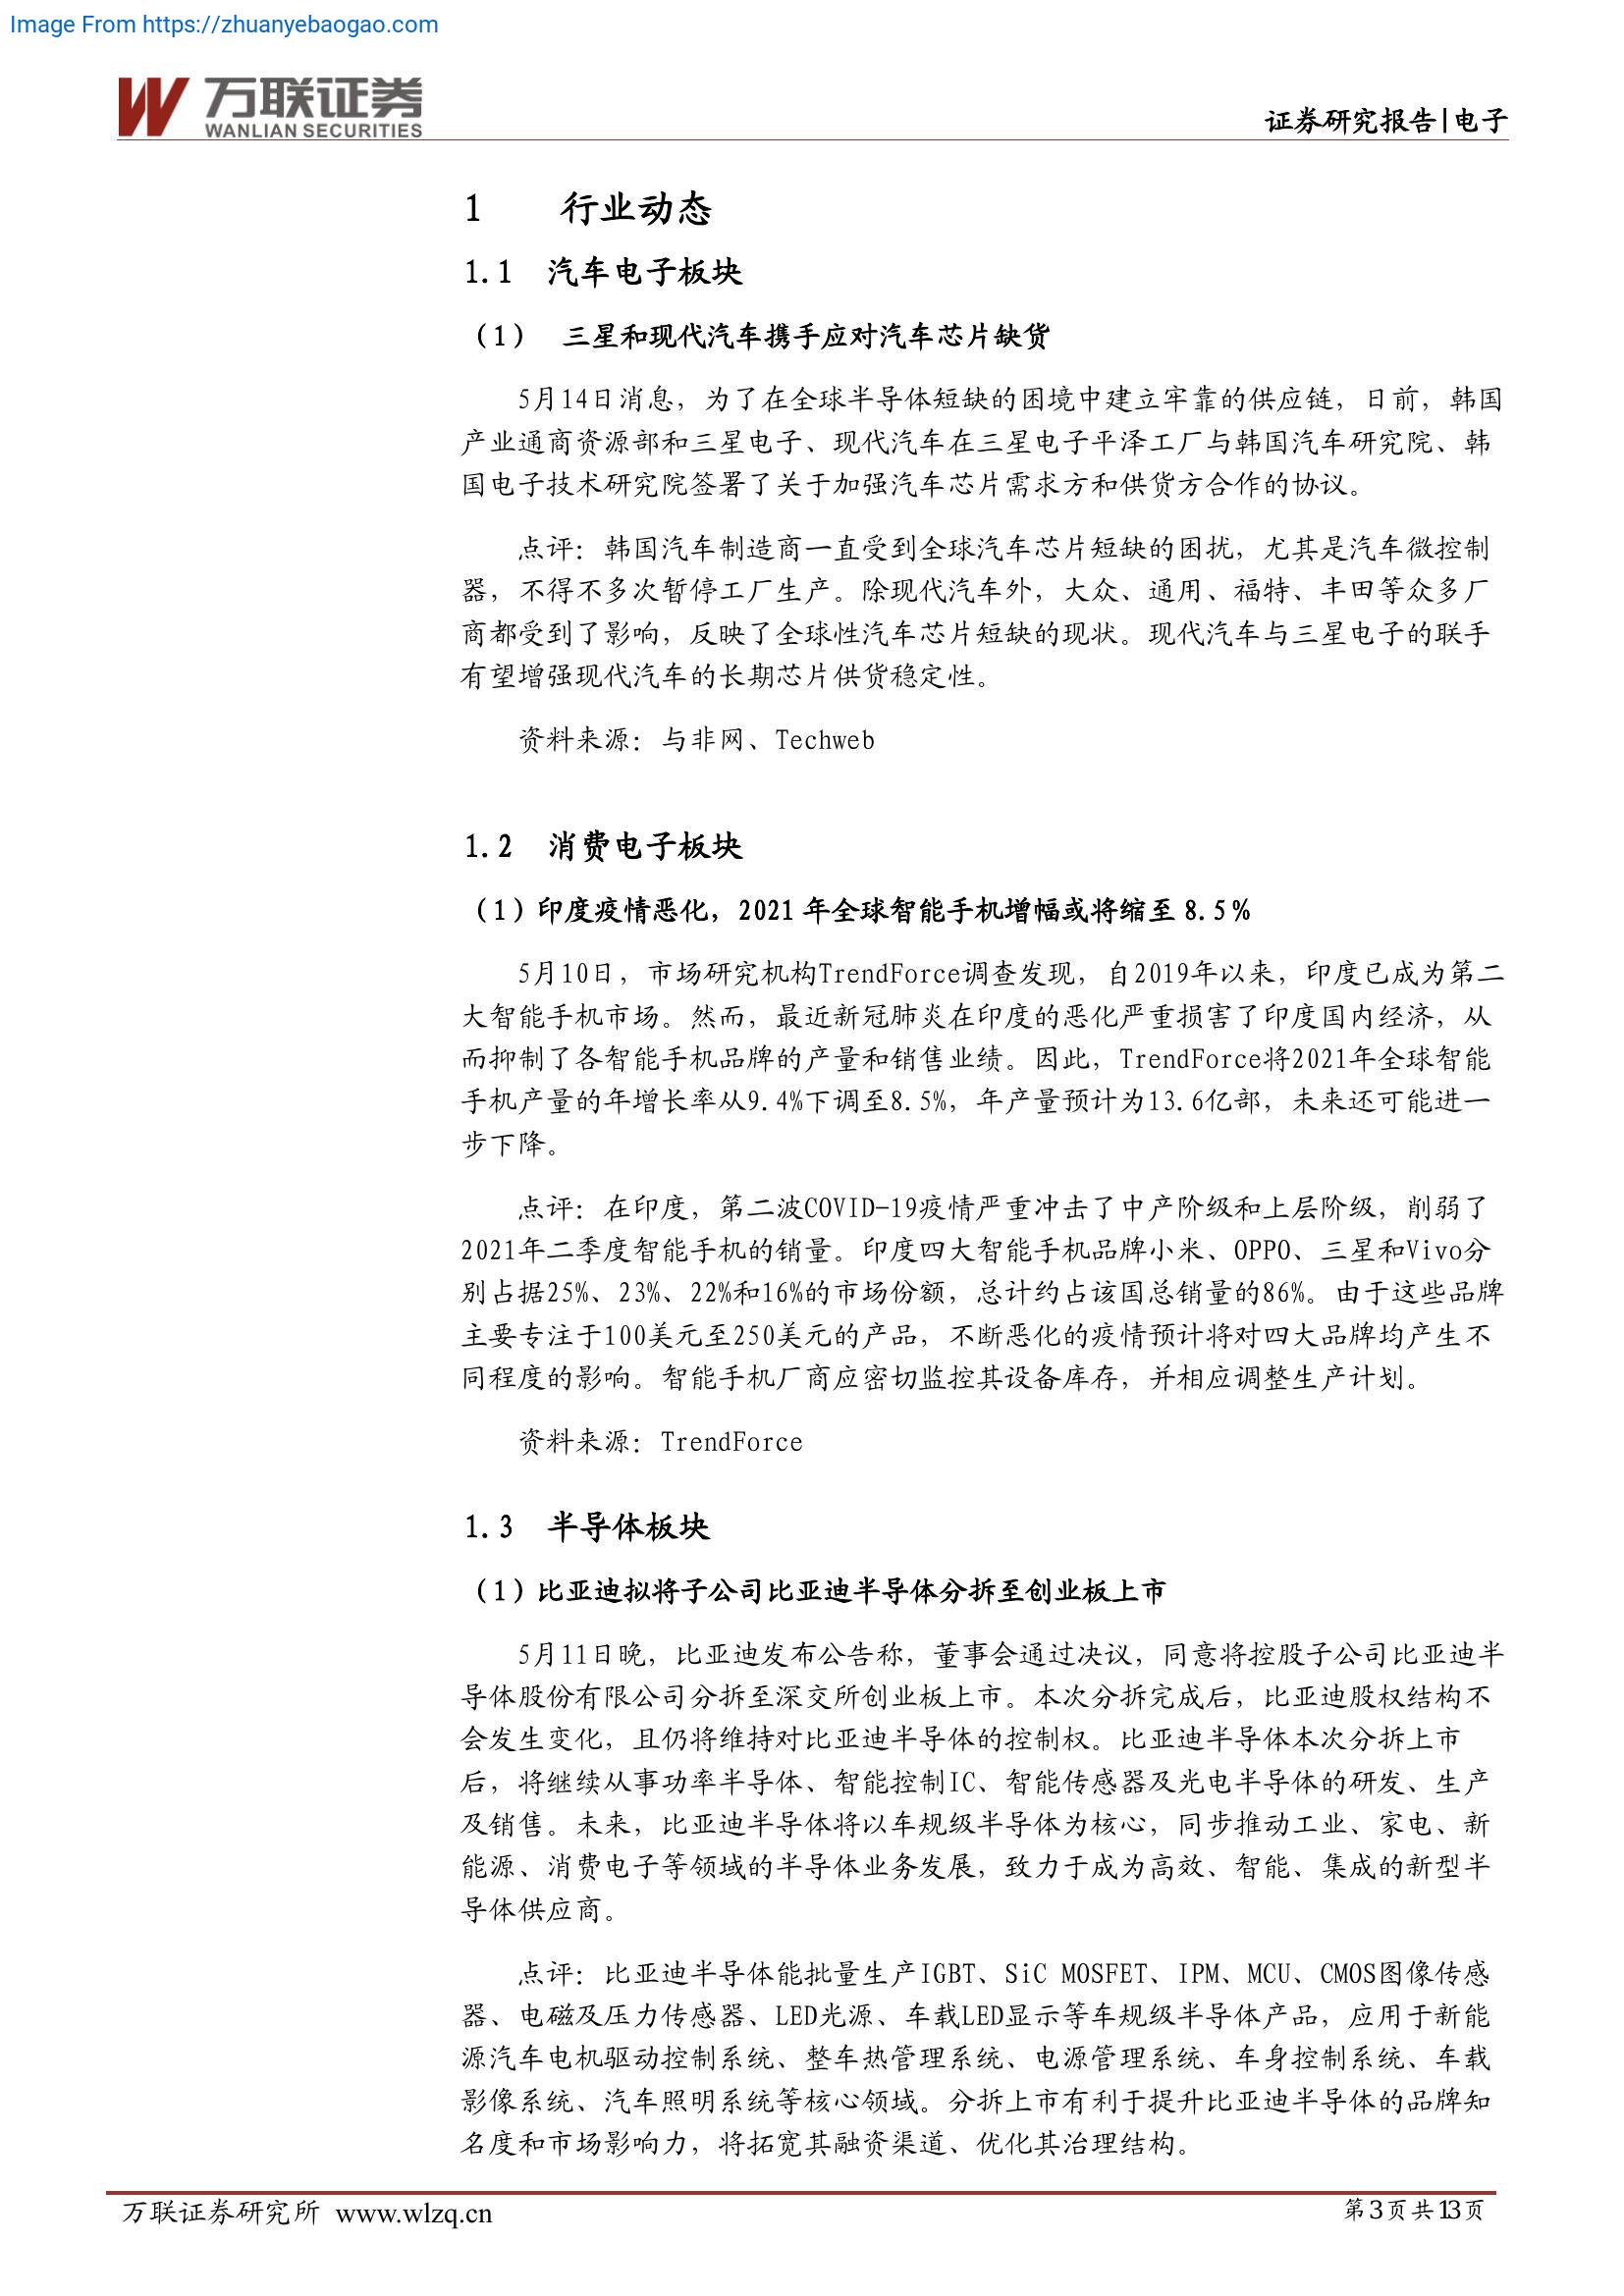 Image From https://zhuanyebaogao.com
万联证券
WANLIAN SECURITIES
证券研究报告|电子
1 行业动态
1.1 汽车电子板块
（1） 三星和现代汽车携手应对汽车芯片缺货
5月14日消息，为了在全球半导体短缺的困境中建立牢靠的供应链，日前，韩国
产业通商资源部和三星电子、现代汽车在三星电子平泽工厂与韩国汽车研究院、韩
国电子技术研究院签署了关于加强汽车芯片需求方和供货方合作的协议。
点评：韩国汽车制造商一直受到全球汽车芯片短缺的困扰，尤其是汽车微控制
器，不得不多次暂停工厂生产。除现代汽车外，大众、通用、福特、丰田等众多厂
商都受到了影响，反映了全球性汽车芯片短缺的现状。现代汽车与三星电子的联手
有望增强现代汽车的长期芯片供货稳定性。
资料来源：与非网、Techweb
1.2 消费电子板块
（1）印度疫情恶化，2021 年全球智能手机增幅或将缩至 8.5%
5月10日，市场研究机构TrendForce调查发现，自2019年以来，印度已成为第二
大智能手机市场。然而，最近新冠肺炎在印度的恶化严重损害了印度国内经济，从
而抑制了各智能手机品牌的产量和销售业绩。因此，TrendForce将2021年全球智能
手机产量的年增长率从9.4%下调至8.5%，年产量预计为13.6亿部，未来还可能进一
步下降。
点评：在印度，第二波COVID-19疫情严重冲击了中产阶级和上层阶级，削弱了
2021年二季度智能手机的销量。印度四大智能手机品牌小米、OPPO、三星和Vivo分
别占据25%、23%、22%和16%的市场份额，总计约占该国总销量的86%。由于这些品牌
主要专注于100美元至250美元的产品，不断恶化的疫情预计将对四大品牌均产生不
同程度的影响。智能手机厂商应密切监控其设备库存，并相应调整生产计划。
资料来源：TrendForce
1.3 半导体板块
（1）比亚迪拟将子公司比亚迪半导体分拆至创业板上市
5月11日晚，比亚迪发布公告称，董事会通过决议，同意将控股子公司比亚迪半
导体股份有限公司分拆至深交所创业板上市。本次分拆完成后，比亚迪股权结构不
会发生变化，且仍将维持对比亚迪半导体的控制权。比亚迪半导体本次分拆上市
后，将继续从事功率半导体、智能控制IC、智能传感器及光电半导体的研发、生产
及销售。未来，比亚迪半导体将以车规级半导体为核心，同步推动工业、家电、新
能源、消费电子等领域的半导体业务发展，致力于成为高效、智能、集成的新型半
导体供应商。
点评：比亚迪半导体能批量生产IGBT、SiC MOSFET、IPM、MCU、CMOS图像传感
器、电磁及压力传感器、LED光源、车载LED显示等车规级半导体产品，应用于新能
源汽车电机驱动控制系统、整车热管理系统、电源管理系统、车身控制系统、车载
影像系统、汽车照明系统等核心领域。分拆上市有利于提升比亚迪半导体的品牌知
名度和市场影响力，将拓宽其融资渠道、优化其治理结构。
万联证券研究所 www.wlzq.cn
第3页共13页